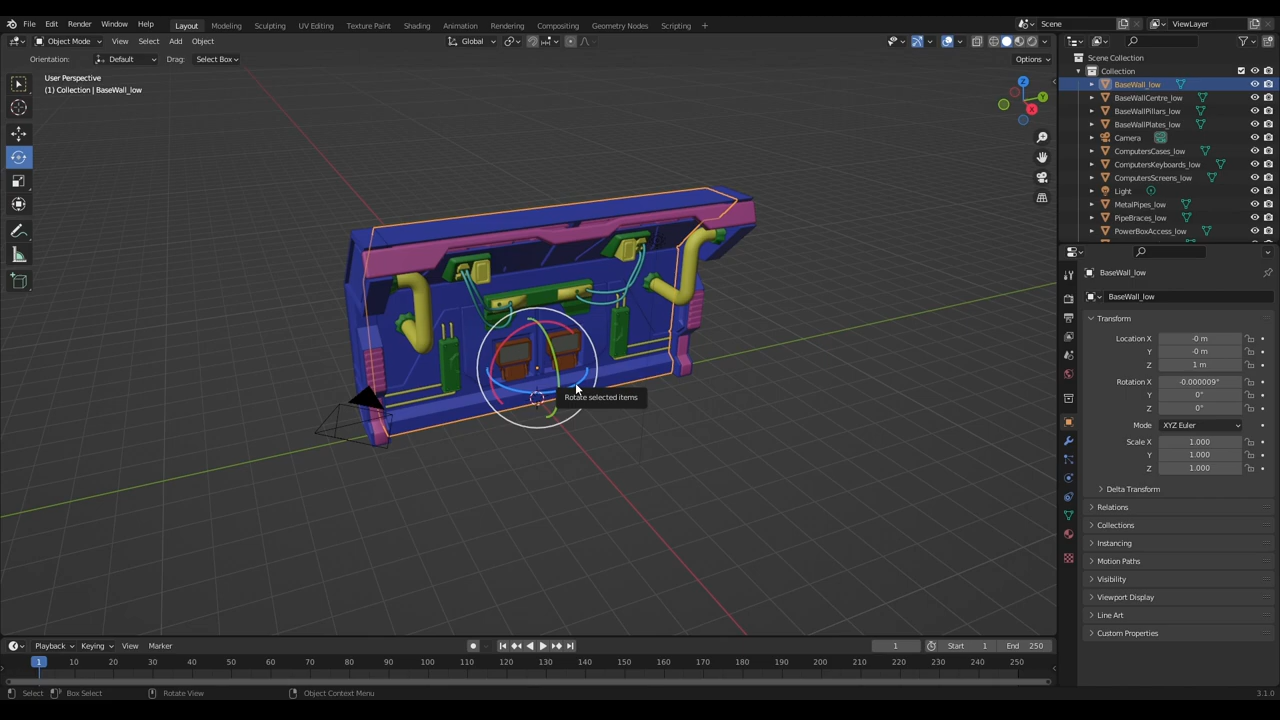 File Edit Render Window Help Layout Modeling Sculpting UV Editing Texture Paint Shading Animation Rendering Compositing Geometry Nodes Scripting + Scene ViewLayer
Object Mode View Select Add Object Global
Orientation: Default Drag: Select Box Options
User Perspective
(1) Collection | BaseWall_low
Z
Y
X
Rotate selected items
Scene Collection
Collection
BaseWall_low
BaseWallCentre_low
BaseWallPillars_low
BaseWallPlates_low
Camera
ComputersCases_low
ComputersKeyboards_low
ComputersScreens_low
Light
MetalPipes_low
PipeBraces_low
PowerBoxAccess_low
BaseWall_low
BaseWall_low
Transform
Location X -0 m
Y -0 m
Z 1 m
Rotation X -0.000009°
Y 0°
Z 0°
Mode XYZ Euler
Scale X 1.000
Y 1.000
Z 1.000
Delta Transform
Relations
Collections
Instancing
Motion Paths
Visibility
Viewport Display
Line Art
Custom Properties
Playback Keying View Marker 1 Start 1 End 250
1 10 20 30 40 50 60 70 80 90 100 110 120 130 140 150 160 170 180 190 200 210 220 230 240 250
Select Box Select Rotate View Object Context Menu 3.1.0